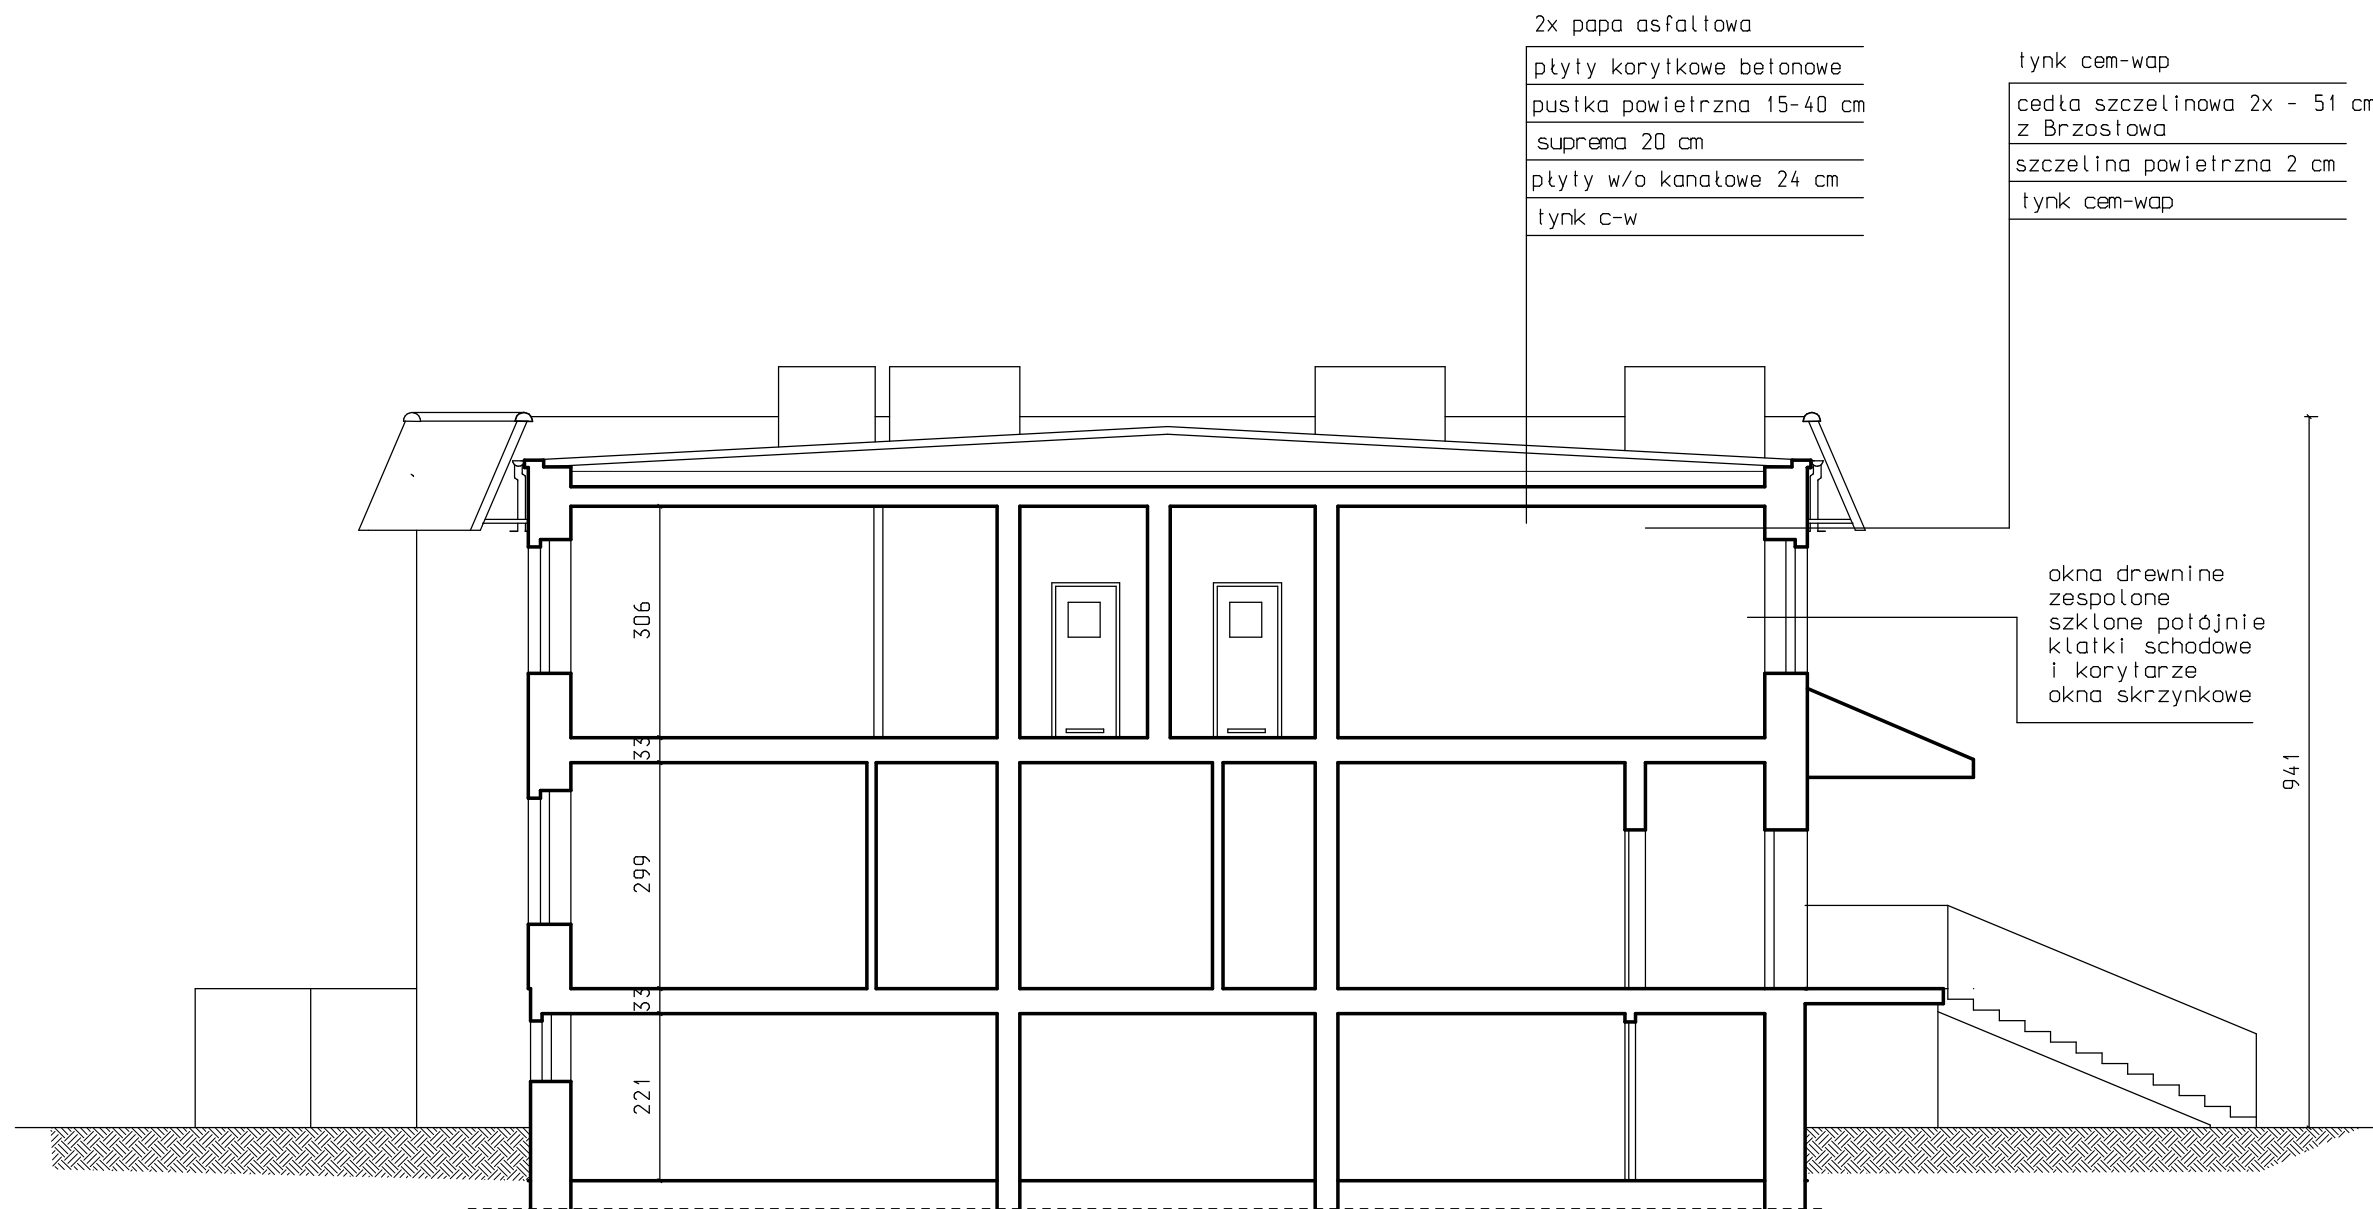 2x papa asfaltowa
płyty korytkowe betonowe
pustka powietrzna 15-40 cm
suprema 20 cm
płyty w/o kanałowe 24 cm
tynk c-w
tynk cem-wap
cedła szczelinowa 2x - 51 cm
z Brzostowa
szczelina powietrzna 2 cm
tynk cem-wap
okna drewnine
zespolone
szklone potójnie
klatki schodowe
i korytarze
okna skrzynkowe
306
33
299
33
221
941